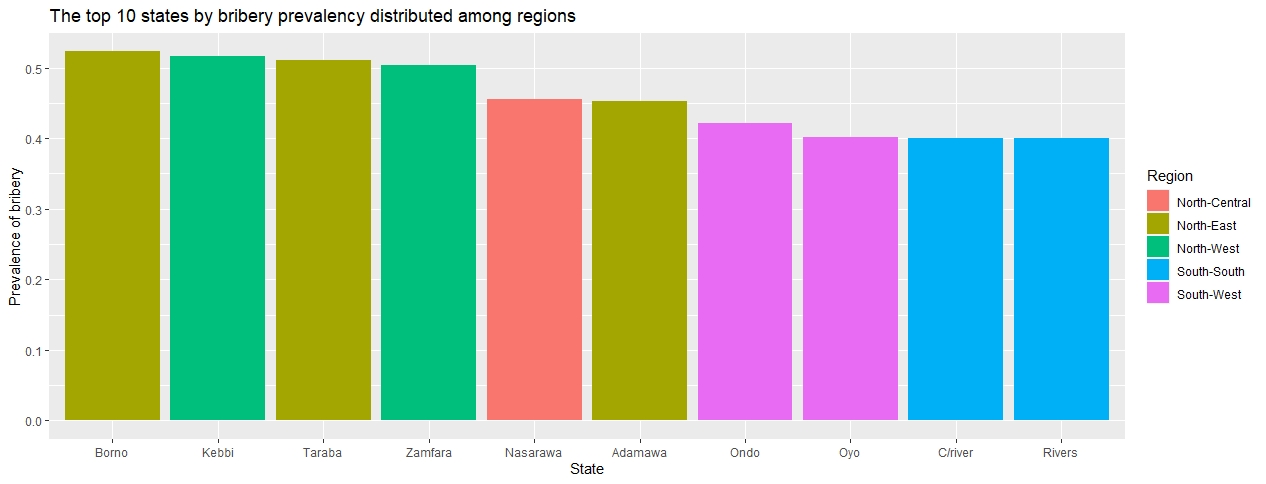 The top 10 states by bribery prevalency distributed among regions
Prevalence of bribery
0.5
0.4
0.3
0.2
0.1
0.0
Borno Kebbi Taraba Zamfara Nasarawa Adamawa Ondo Oyo C/river Rivers
State
Region
North-Central
North-East
North-West
South-South
South-West